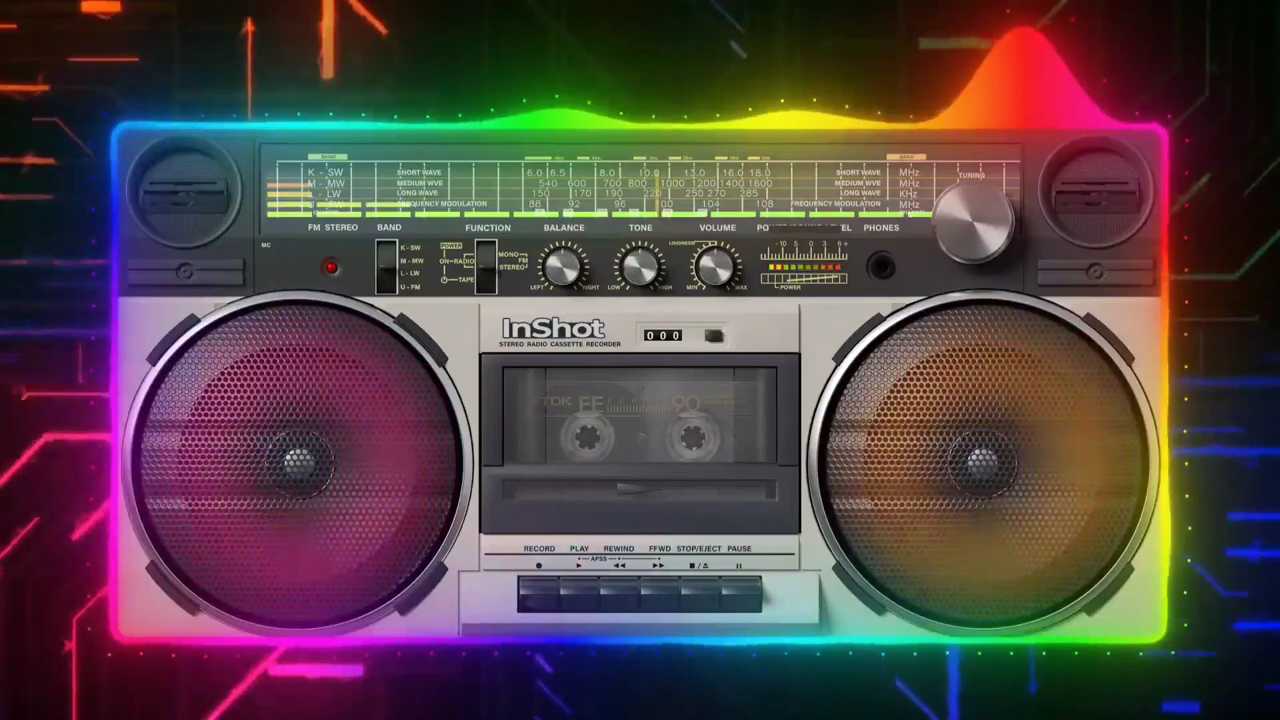 BAND BAND
K - SW SHORT WAVE 6.0 6.5 8.0 10.0 13.0 16.0 18.0 SHORT WAVE MHz
M - MW MEDIUM WVE 540 600 700 800 1000 1200 1400 1600 MEDIUM WVE MHz
- LW LONG WAVE 150 170 190 220 250 270 285 LONG WAVE KHz
FREQUENCY MODULATION 88 92 96 100 104 108 FREQUENCY MODULATION MHz
TUNING
FM STEREO BAND FUNCTION BALANCE TONE VOLUME PHONES
MC
K - SW
M - MW
L - LW
U - FM
POWER
ON RADIO
TAPE
MONO
FM
STEREO
LEFT RIGHT
LOW HIGH
LOUDNESS
MIN MAX
-10 5 0 3 6+
POWER
InShot
STEREO RADIO CASSETTE RECORDER
000
TDK FE 90
RECORD PLAY REWIND FFWD STOP/EJECT PAUSE
APSS